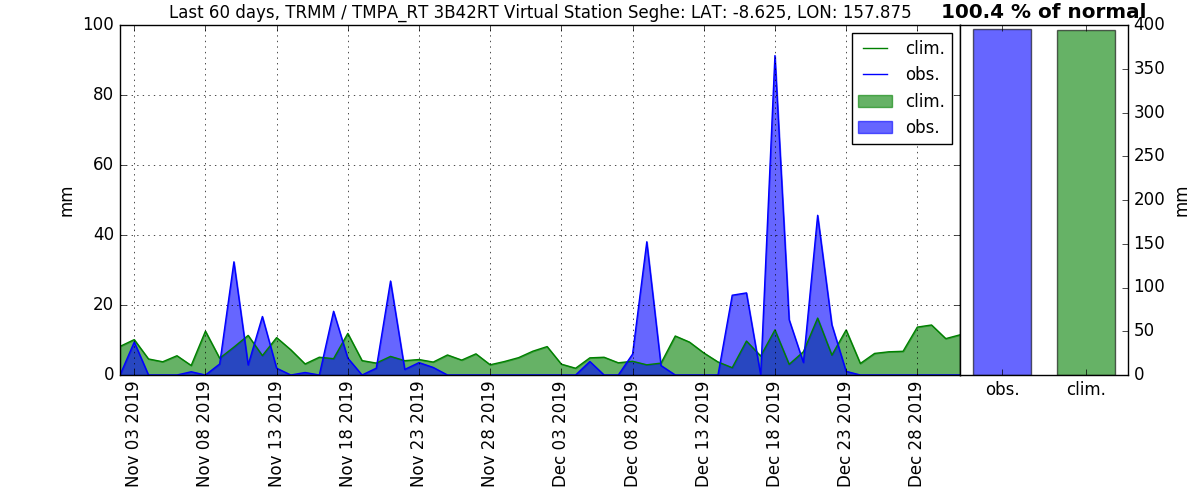 Last 60 days, TRMM / TMPA_RT 3B42RT Virtual Station Seghe: LAT: -8.625, LON: 157.875
100.4 % of normal
100
80
60
40
20
0
mm
clim.
obs.
clim.
obs.
400
350
300
250
200
150
100
50
0
mm
Nov 03 2019
Nov 08 2019
Nov 13 2019
Nov 18 2019
Nov 23 2019
Nov 28 2019
Dec 03 2019
Dec 08 2019
Dec 13 2019
Dec 18 2019
Dec 23 2019
Dec 28 2019
obs.
clim.